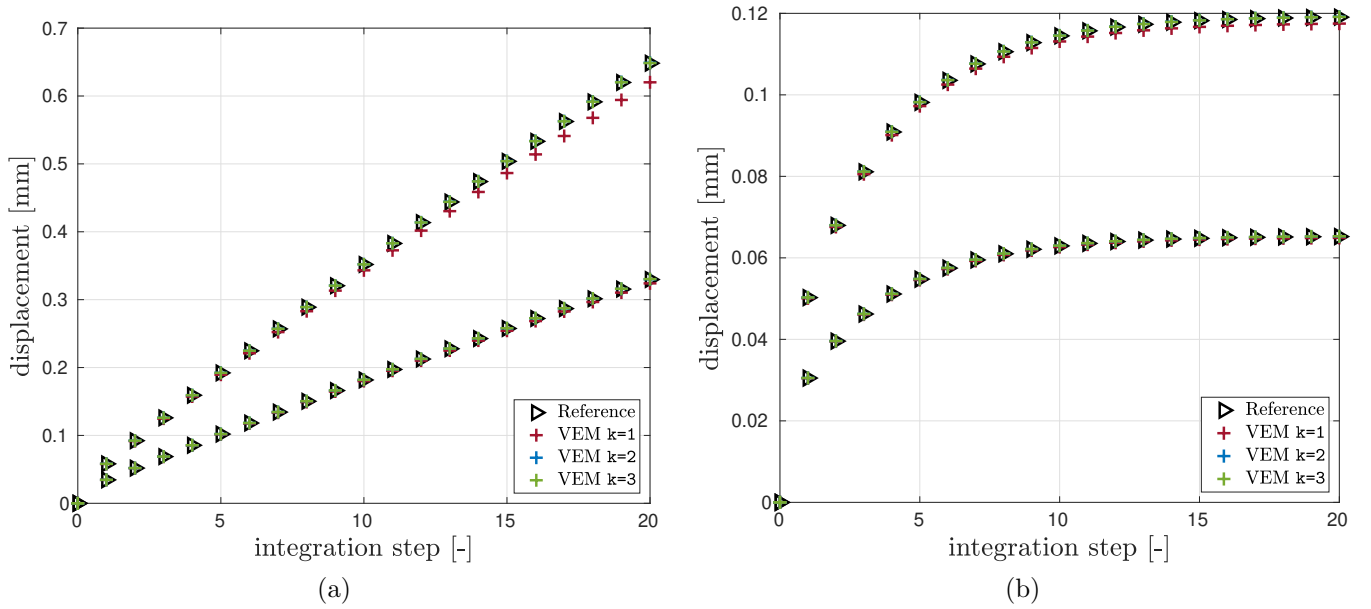 0.7
0.6
0.5
0.4
0.3
0.2
0.1
0
displacement [mm]
0 5 10 15 20
integration step [-]
Reference
VEM k=1
VEM k=2
VEM k=3
(a)
0.12
0.1
0.08
0.06
0.04
0.02
0
displacement [mm]
0 5 10 15 20
integration step [-]
Reference
VEM k=1
VEM k=2
VEM k=3
(b)